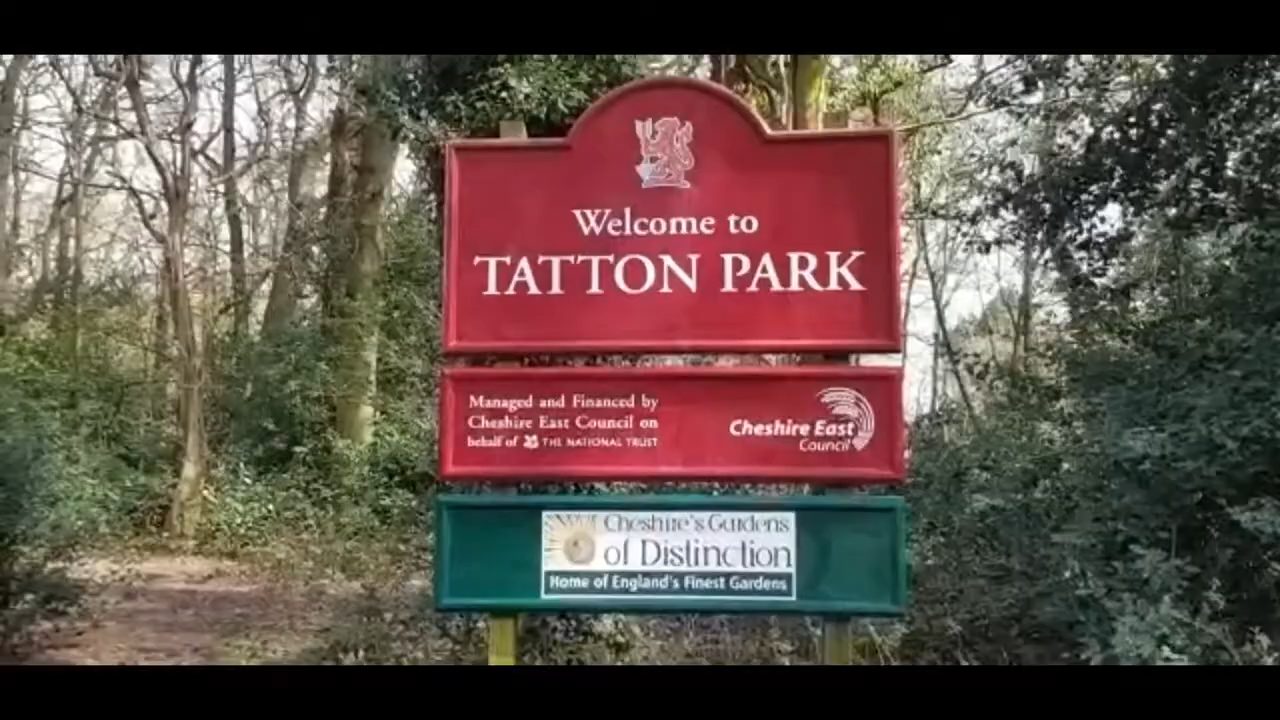 Welcome to
TATTON PARK
Managed and Financed by
Cheshire East Council on
behalf of THE NATIONAL TRUST
Cheshire East
Council
Cheshire's Gardens
of Distinction
Home of England's Finest Gardens